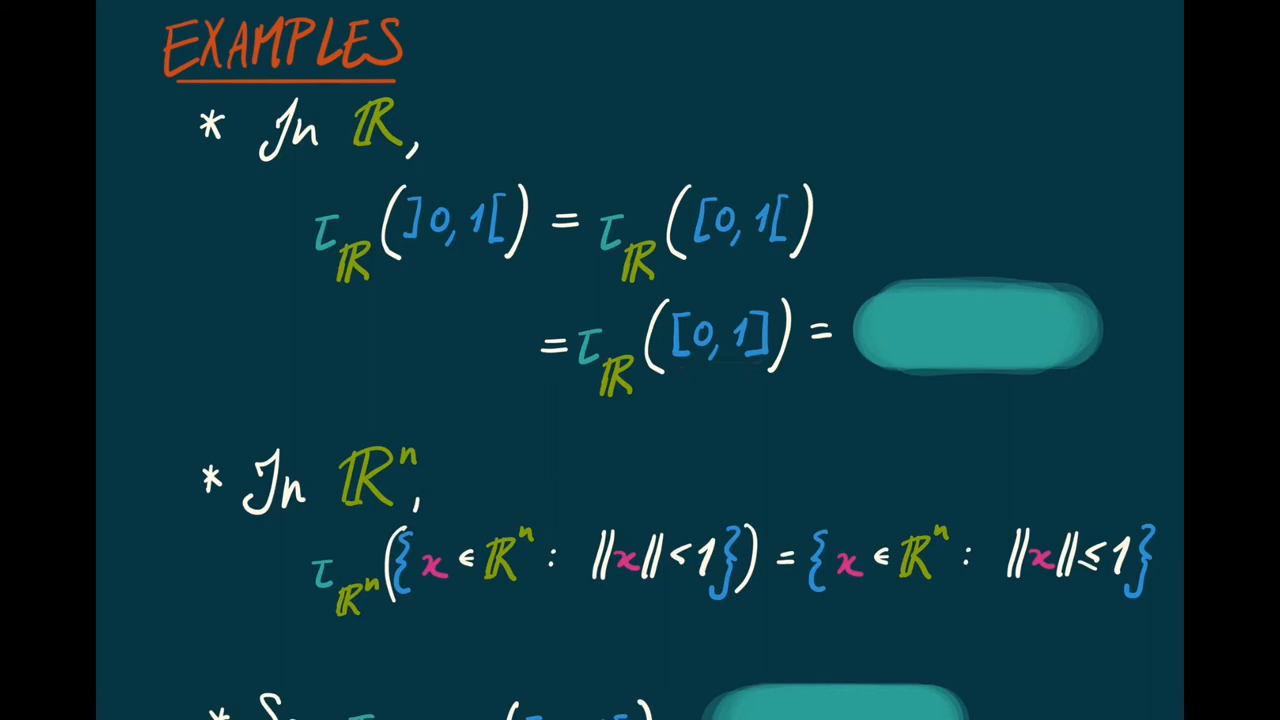 EXAMPLES
* In ℝ,
τ_ℝ(]0,1[) = τ_ℝ([0,1[)
= τ_ℝ([0,1]) =
* In ℝⁿ,
τ_ℝⁿ({x ∈ ℝⁿ : ||x|| < 1}) = {x ∈ ℝⁿ : ||x|| ≤ 1}